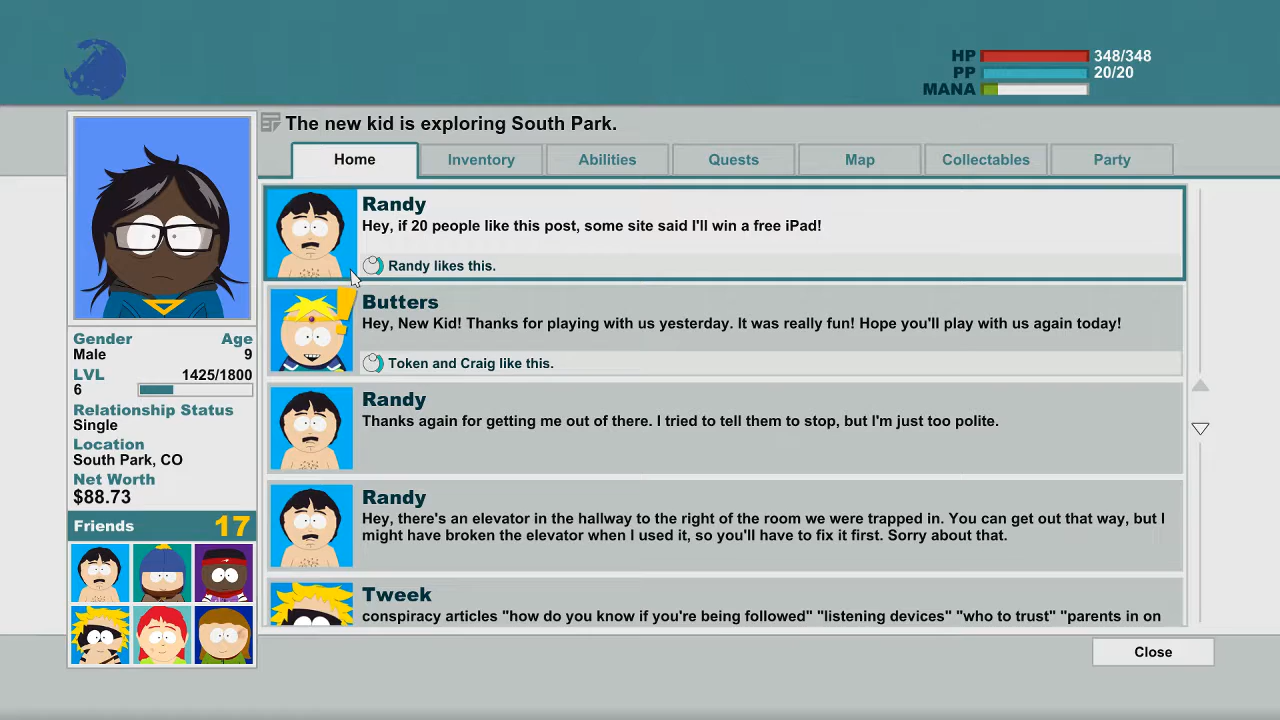 HP 348/348
PP 20/20
MANA
The new kid is exploring South Park.
Home Inventory Abilities Quests Map Collectables Party
Gender Age
Male 9
LVL 1425/1800
6
Relationship Status
Single
Location
South Park, CO
Net Worth
$88.73
Friends 17
Randy
Hey, if 20 people like this post, some site said I'll win a free iPad!
Randy likes this.
Butters
Hey, New Kid! Thanks for playing with us yesterday. It was really fun! Hope you'll play with us again today!
Token and Craig like this.
Randy
Thanks again for getting me out of there. I tried to tell them to stop, but I'm just too polite.
Randy
Hey, there's an elevator in the hallway to the right of the room we were trapped in. You can get out that way, but I
might have broken the elevator when I used it, so you'll have to fix it first. Sorry about that.
Tweek
conspiracy articles "how do you know if you're being followed" "listening devices" "who to trust" "parents in on
Close